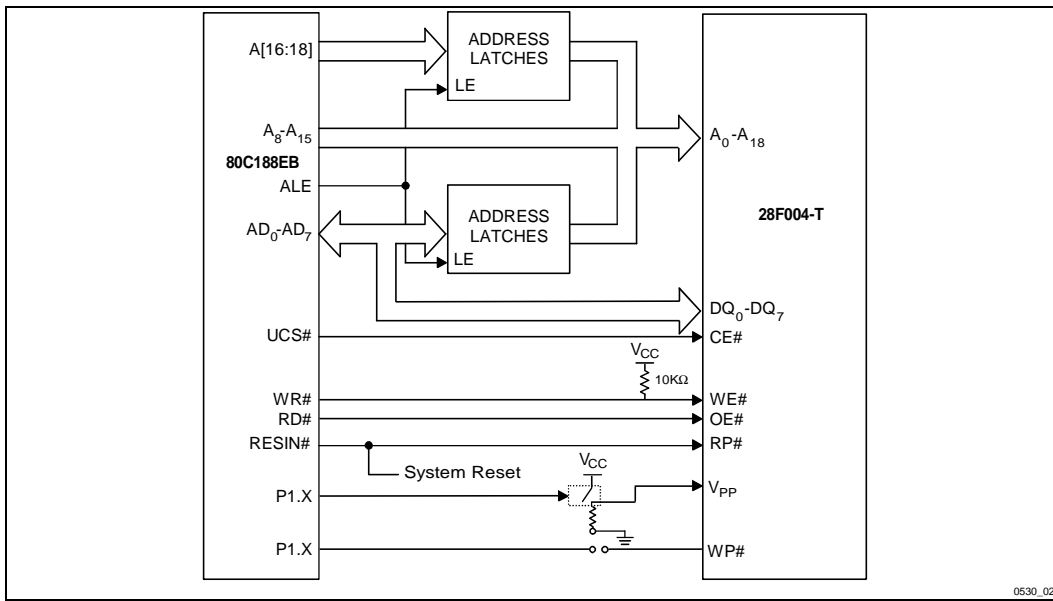 A[16:18]
ADDRESS
LATCHES
LE
A8-A15
A0-A18
80C188EB
ALE
28F004-T
AD0-AD7
ADDRESS
LATCHES
LE
DQ0-DQ7
UCS#
CE#
VCC
10KΩ
WR#
WE#
RD#
OE#
RESIN#
RP#
System Reset
VCC
P1.X
VPP
P1.X
WP#
0530_02